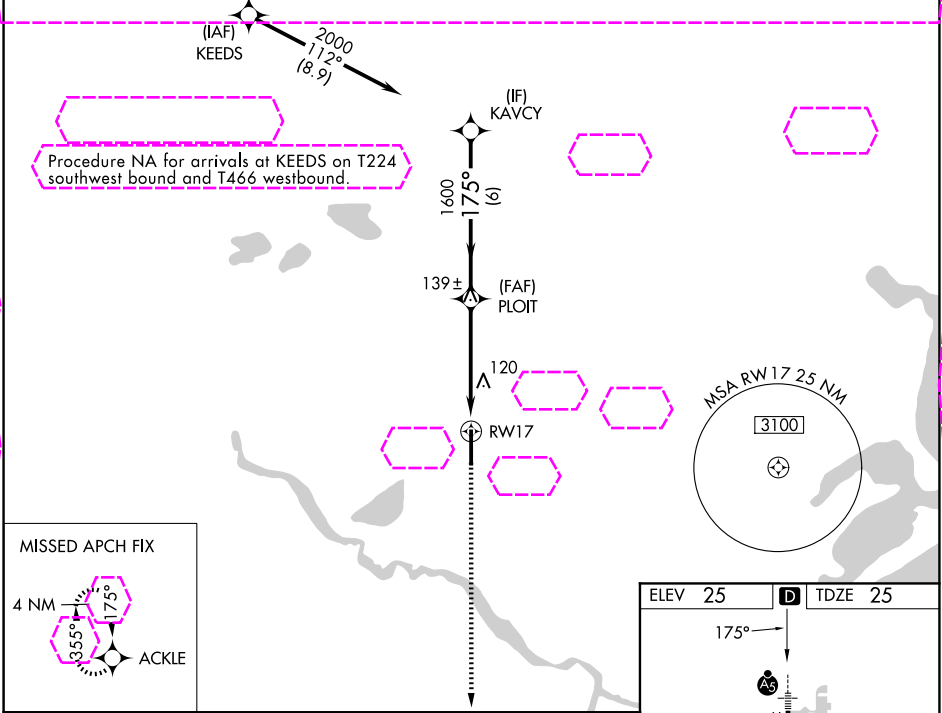 (IAF)
KEEDS
2000
112°
(8.9)
(IF)
KAVCY
Procedure NA for arrivals at KEEDS on T224
southwest bound and T466 westbound.
1600
175°
(6)
139±
(FAF)
PLOIT
120
RW17
MSA RW17 25 NM
3100
MISSED APCH FIX
4 NM
175°
355°
ACKLE
ELEV 25
D
TDZE 25
175°
A5